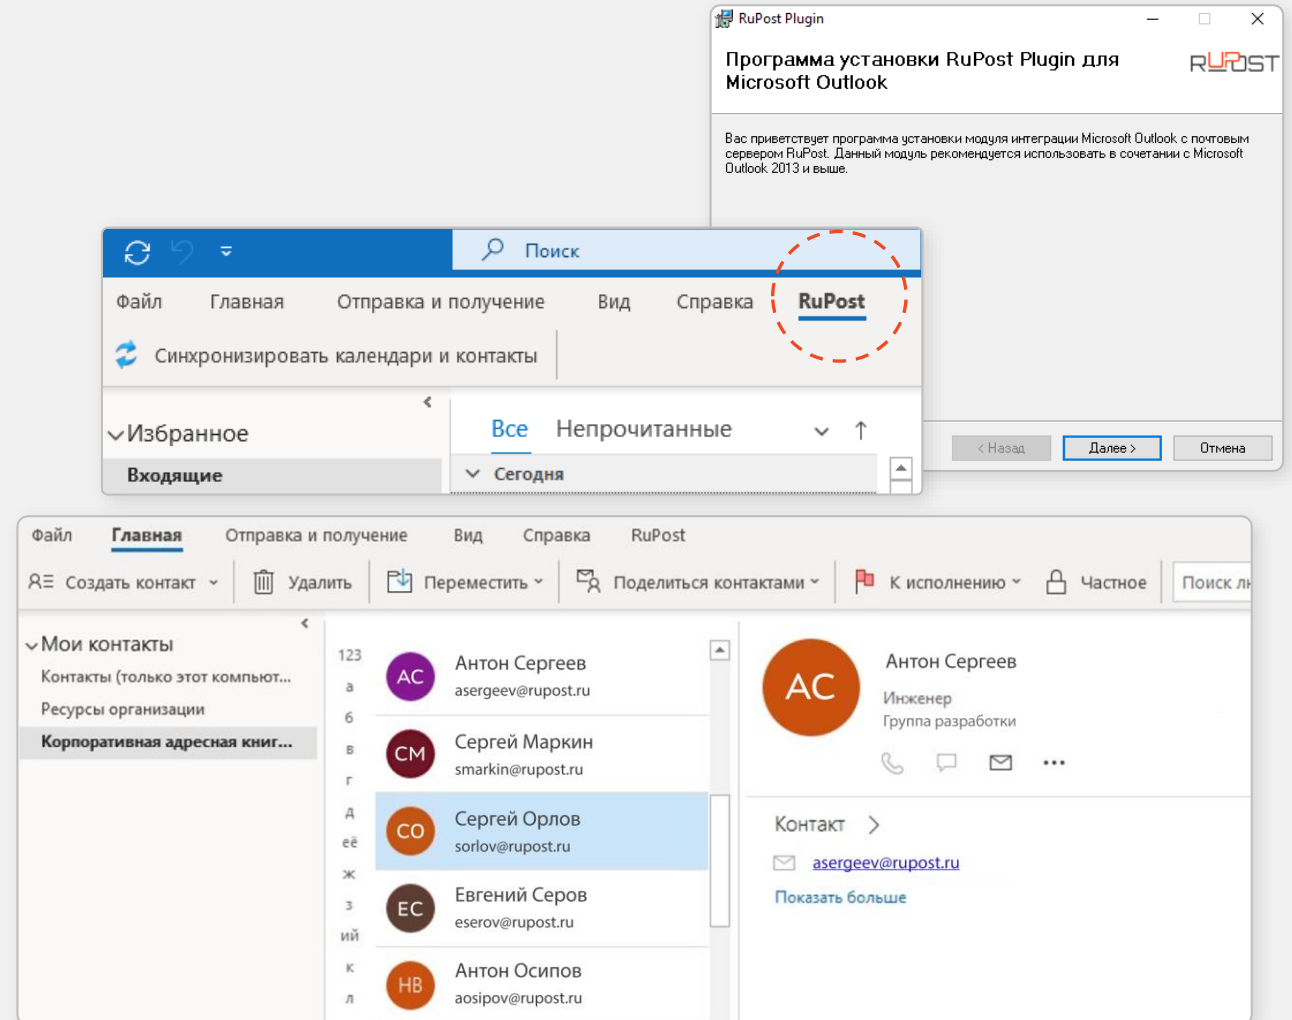 RuPost Plugin
Программа установки RuPost Plugin для
Microsoft Outlook
RUPOST
Вас приветствует программа установки модуля интеграции Microsoft Outlook с почтовым
сервером RuPost. Данный модуль рекомендуется использовать в сочетании с Microsoft
Outlook 2013 и выше.
< Назад
Далее >
Отмена
Поиск
Файл Главная Отправка и получение Вид Справка RuPost
Синхронизировать календари и контакты
Избранное
Входящие
Все Непрочитанные
Сегодня
Файл Главная Отправка и получение Вид Справка RuPost
Создать контакт Удалить Переместить Поделиться контактами К исполнению Частное Поиск
Мои контакты
Контакты (только этот компьют...
Ресурсы организации
Корпоративная адресная книг...
123
а
б
в
г
д
её
ж
з
ий
к
л
АС
Антон Сергеев
asergeev@rupost.ru
СМ
Сергей Маркин
smarkin@rupost.ru
СО
Сергей Орлов
sorlov@rupost.ru
ЕС
Евгений Серов
eserov@rupost.ru
НВ
Антон Осипов
aosipov@rupost.ru
АС
Антон Сергеев
Инженер
Группа разработки
Контакт
asergeev@rupost.ru
Показать больше